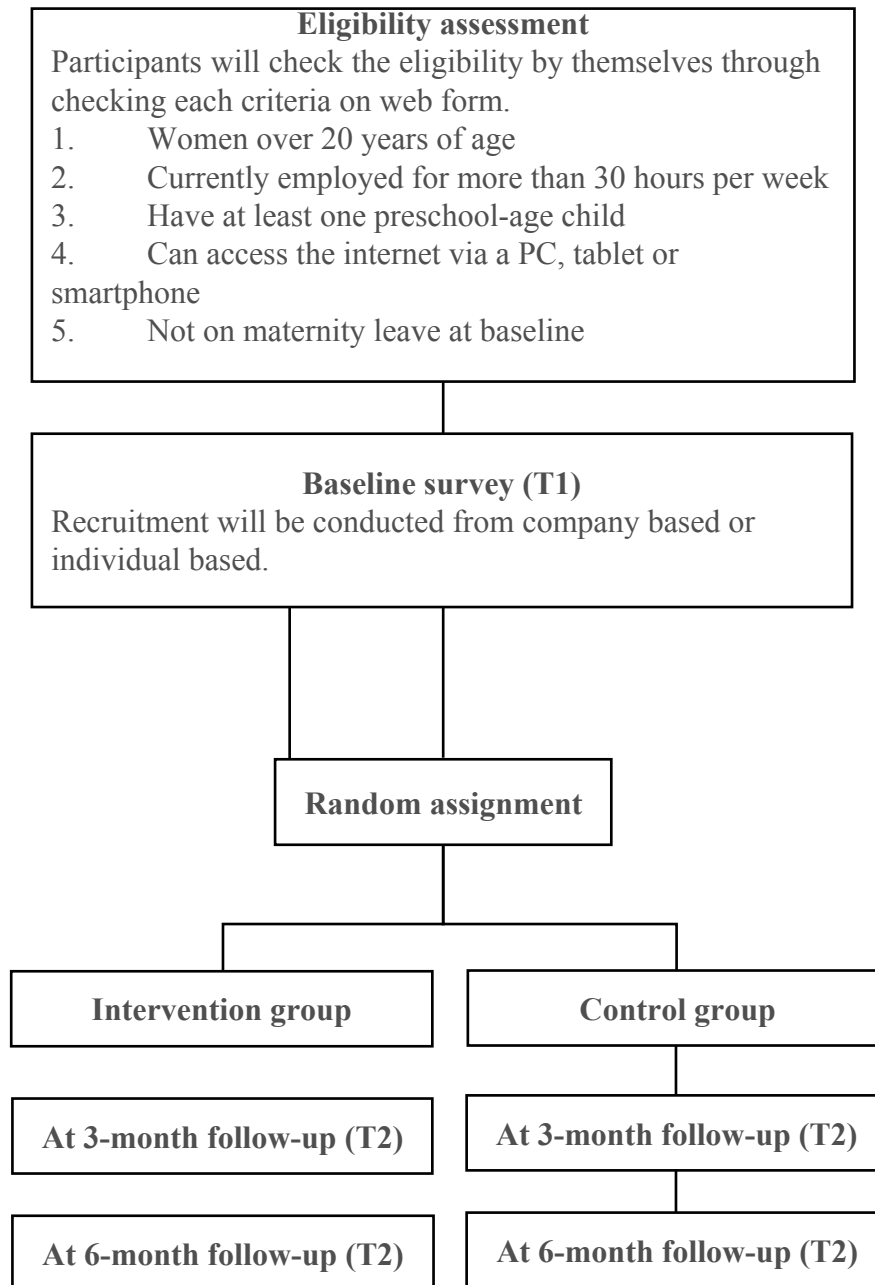 Eligibility assessment
Participants will check the eligibility by themselves through
checking each criteria on web form.
1. Women over 20 years of age
2. Currently employed for more than 30 hours per week
3. Have at least one preschool-age child
4. Can access the internet via a PC, tablet or
smartphone
5. Not on maternity leave at baseline
Baseline survey (T1)
Recruitment will be conducted from company based or
individual based.
Random assignment
Intervention group
Control group
At 3-month follow-up (T2)
At 3-month follow-up (T2)
At 6-month follow-up (T2)
At 6-month follow-up (T2)